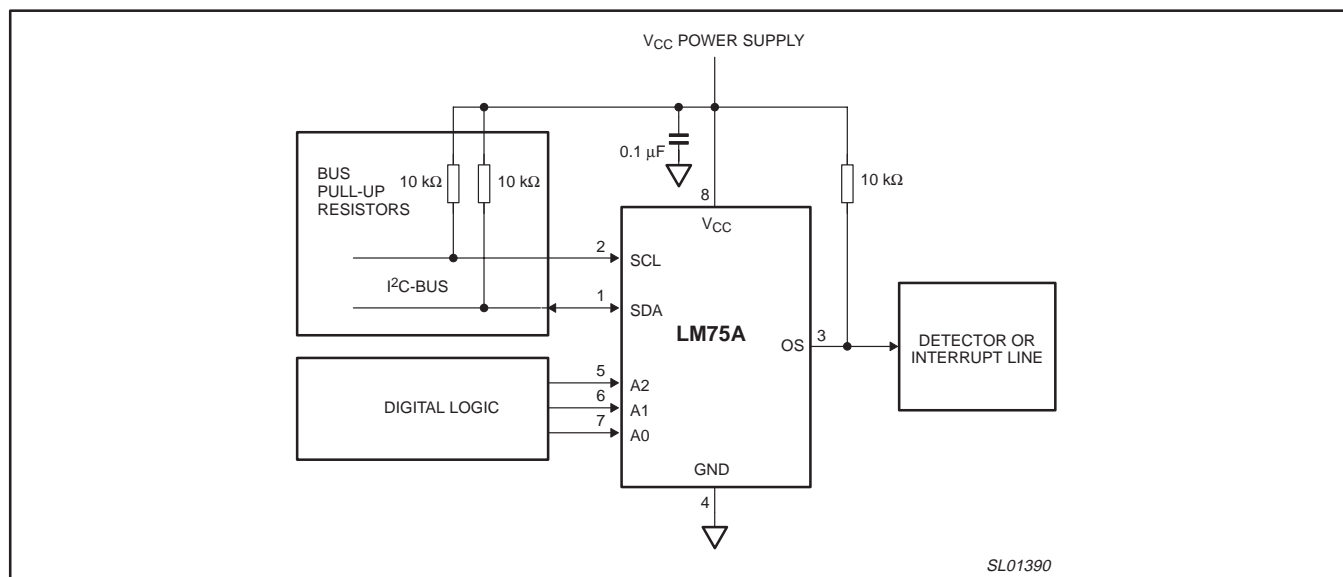 VCC POWER SUPPLY
0.1 μF
BUS
PULL-UP
RESISTORS
10 kΩ
10 kΩ
10 kΩ
8
VCC
2
SCL
I²C-BUS
1
SDA
LM75A
OS
3
DETECTOR OR
INTERRUPT LINE
DIGITAL LOGIC
5
A2
6
A1
7
A0
GND
4
SL01390